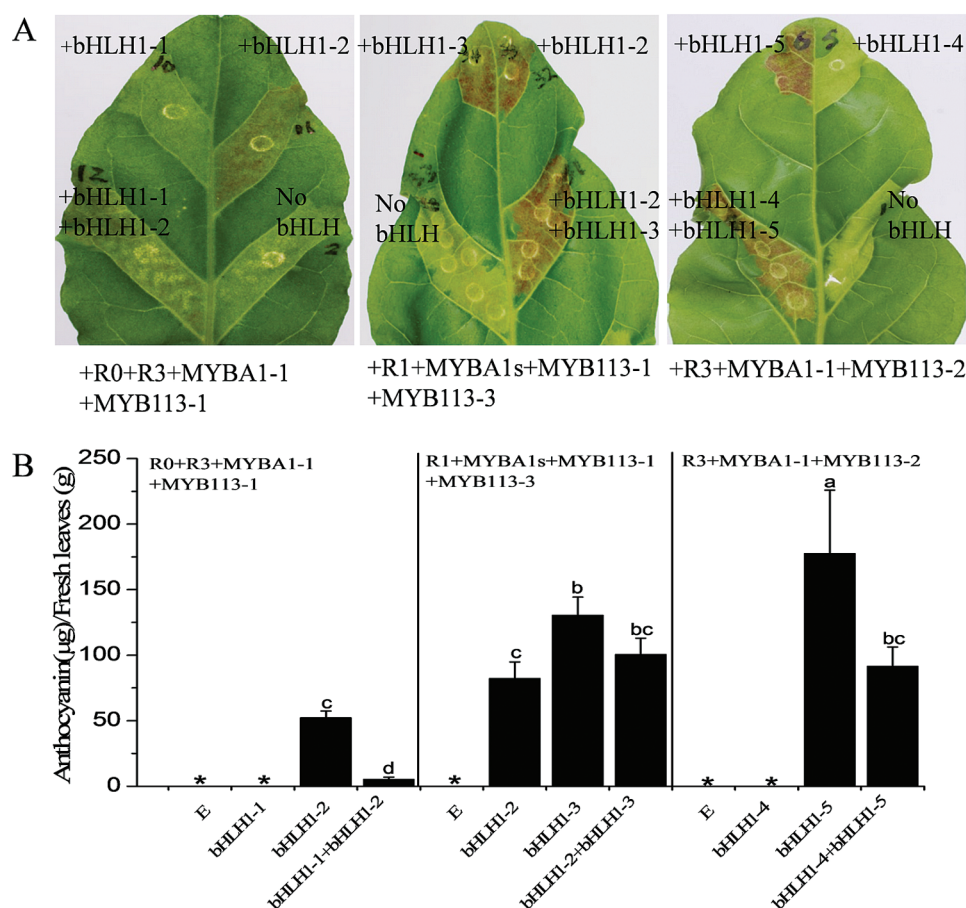 A
+bHLH1-1
+bHLH1-2
10
+bHLH1-1
+bHLH1-2
12
No
bHLH
+R0+R3+MYBA1-1
+MYB113-1
+bHLH1-3
+bHLH1-2
No
bHLH
+bHLH1-2
+bHLH1-3
+R1+MYBA1s+MYB113-1
+MYB113-3
+bHLH1-5
+bHLH1-4
+bHLH1-4
+bHLH1-5
No
bHLH
+R3+MYBA1-1+MYB113-2
B
Anthocyanin(μg)/Fresh leaves (g)
250
200
150
100
50
0
R0+R3+MYBA1-1
+MYB113-1
* * c d
E bHLH1-1 bHLH1-2 bHLH1-1+bHLH1-2
R1+MYBA1s+MYB113-1
+MYB113-3
* c b bc
E bHLH1-2 bHLH1-3 bHLH1-2+bHLH1-3
R3+MYBA1-1+MYB113-2
* * a bc
E bHLH1-4 bHLH1-5 bHLH1-4+bHLH1-5